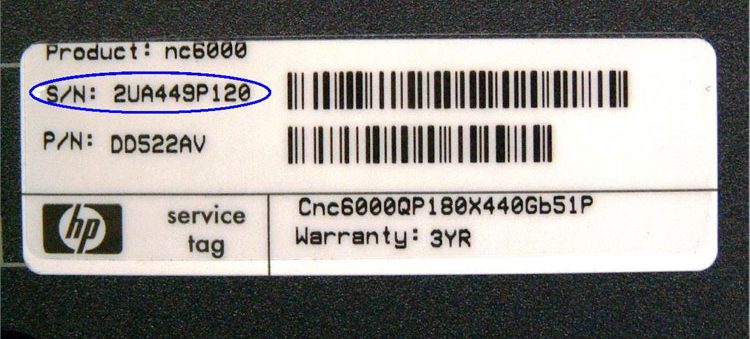 Product: nc6000
S/N: 2UA449P120
P/N: DD522AV
hp
service
tag
Cnc6000QP180X440Gb51P
Warranty: 3YR